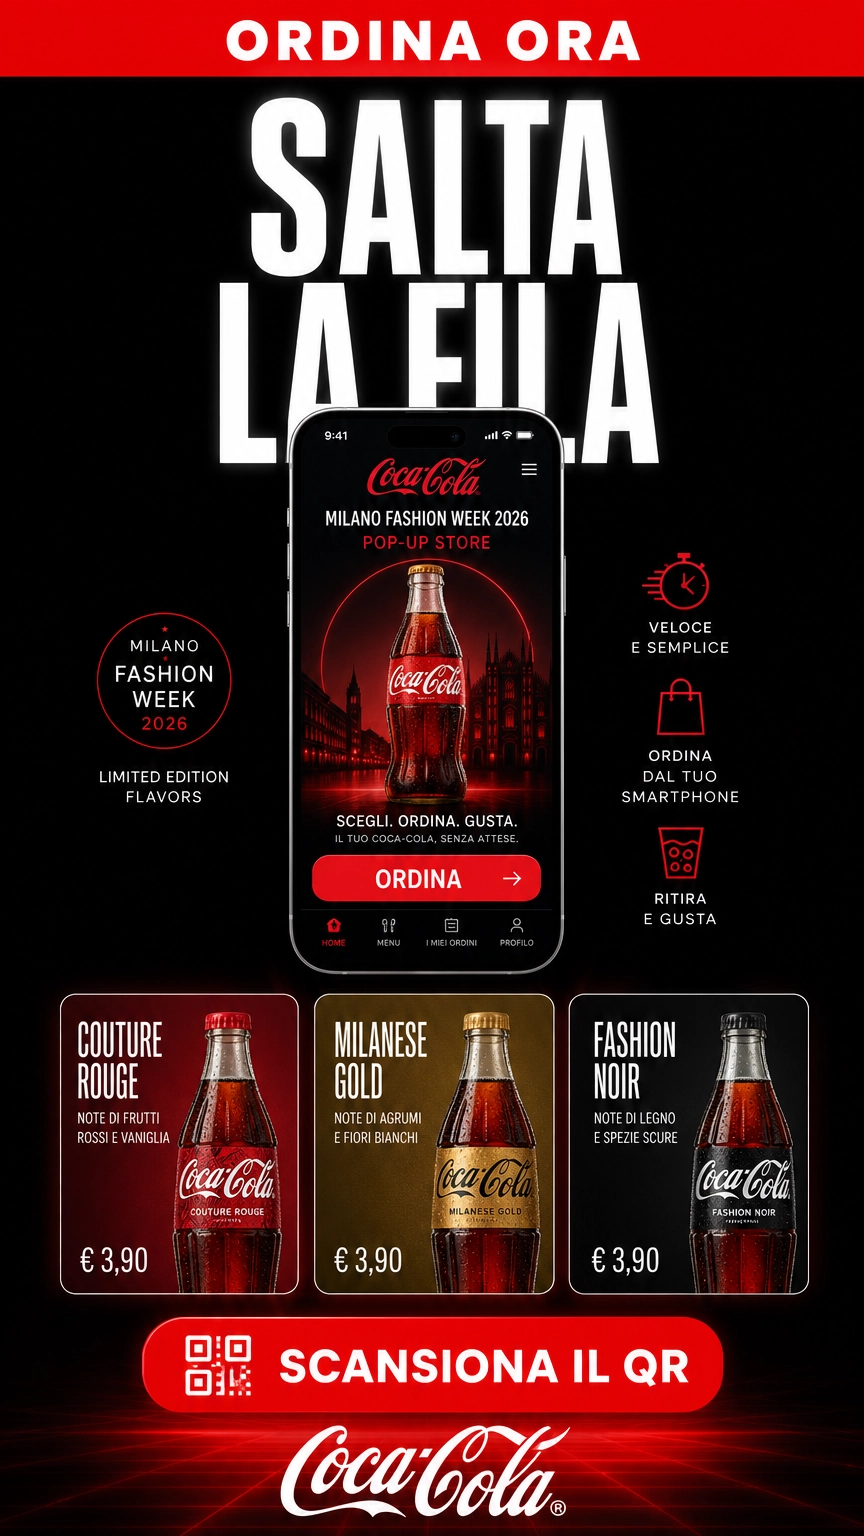 ORDINA ORA
SALTA
LA FILA
9:41
Coca-Cola
MILANO FASHION WEEK 2026
POP-UP STORE
Coca-Cola
SCEGLI. ORDINA. GUSTA.
IL TUO COCA-COLA, SENZA ATTESE.
ORDINA
HOME
MENU
I MIEI ORDINI
PROFILO
MILANO
FASHION
WEEK
2026
LIMITED EDITION
FLAVORS
VELOCE
E SEMPLICE
ORDINA
DAL TUO
SMARTPHONE
RITIRA
E GUSTA
COUTURE
ROUGE
NOTE DI FRUTTI
ROSSI E VANIGLIA
Coca-Cola
COUTURE ROUGE
€ 3,90
MILANESE
GOLD
NOTE DI AGRUMI
E FIORI BIANCHI
Coca-Cola
MILANESE GOLD
€ 3,90
FASHION
NOIR
NOTE DI LEGNO
E SPEZIE SCURE
Coca-Cola
FASHION NOIR
€ 3,90
SCANSIONA IL QR
Coca-Cola®